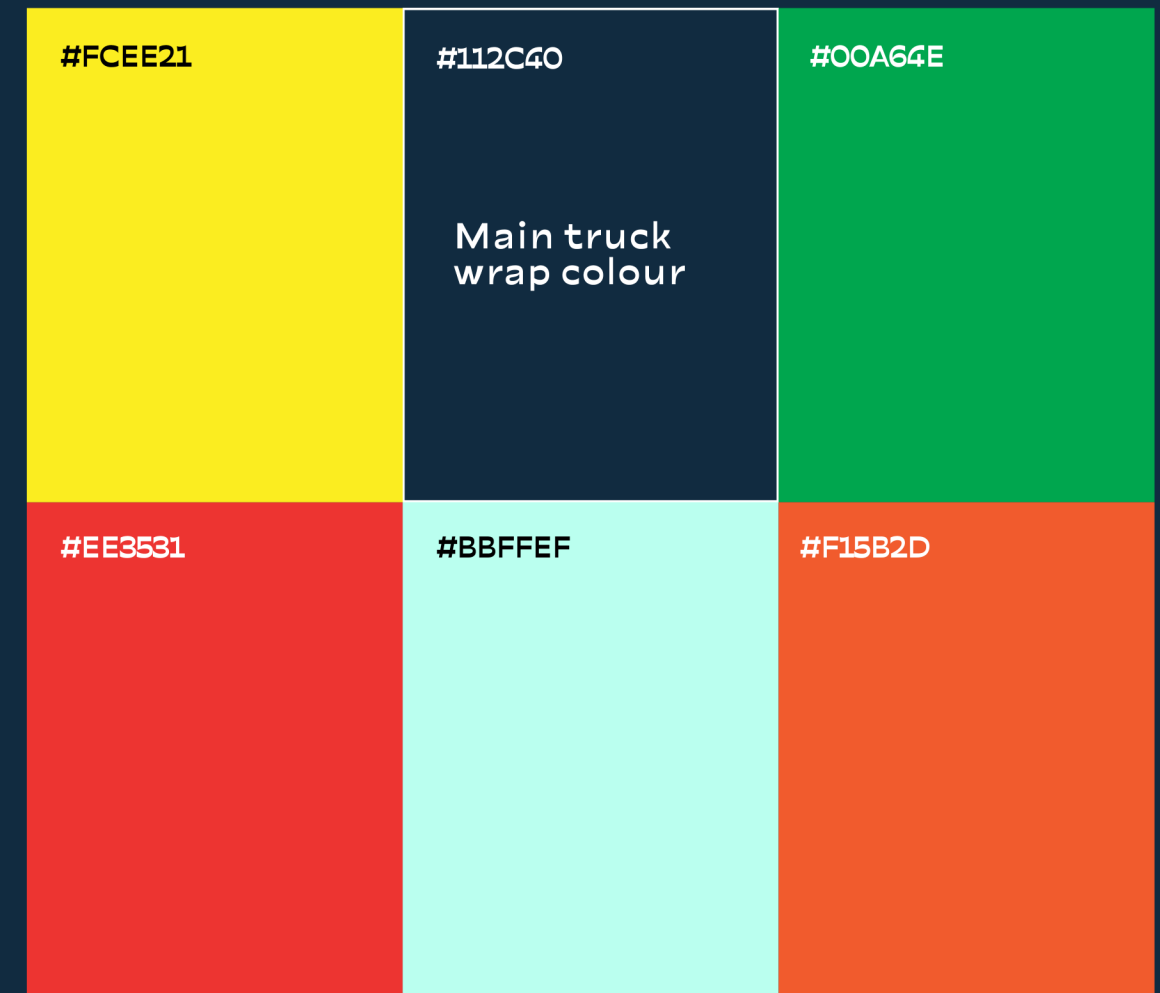 #FCEE21
#112C40
#00A64E
Main truck
wrap colour
#EE3531
#BBFFEF
#F15B2D